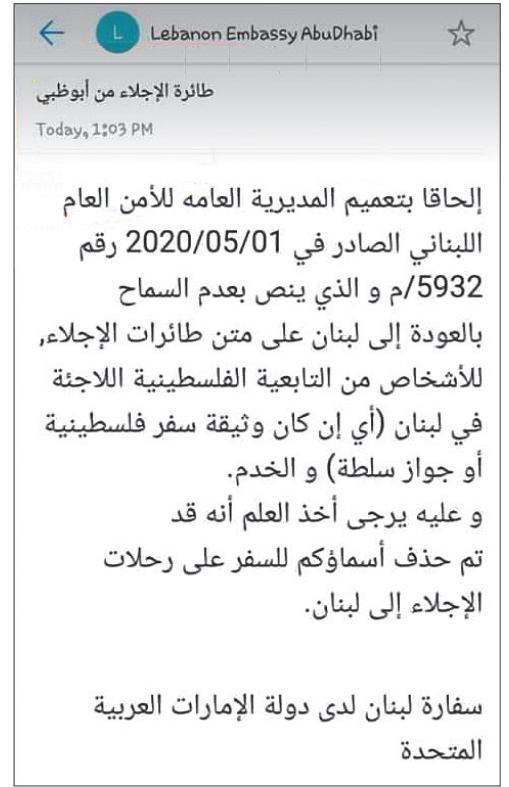 Lebanon Embassy AbuDhabi
طائرة الإجلاء من أبوظبي
Today, 1:03 PM
إلحاقا بتعميم المديرية العامه للأمن العام
اللبناني الصادر في 2020/05/01 رقم
5932/م و الذي ينص بعدم السماح
بالعودة إلى لبنان على متن طائرات الإجلاء,
للأشخاص من التابعية الفلسطينية اللاجئة
في لبنان (أي إن كان وثيقة سفر فلسطينية
أو جواز سلطة) و الخدم.
و عليه يرجى أخذ العلم أنه قد
تم حذف أسماؤكم للسفر على رحلات
الإجلاء إلى لبنان.
سفارة لبنان لدى دولة الإمارات العربية
المتحدة